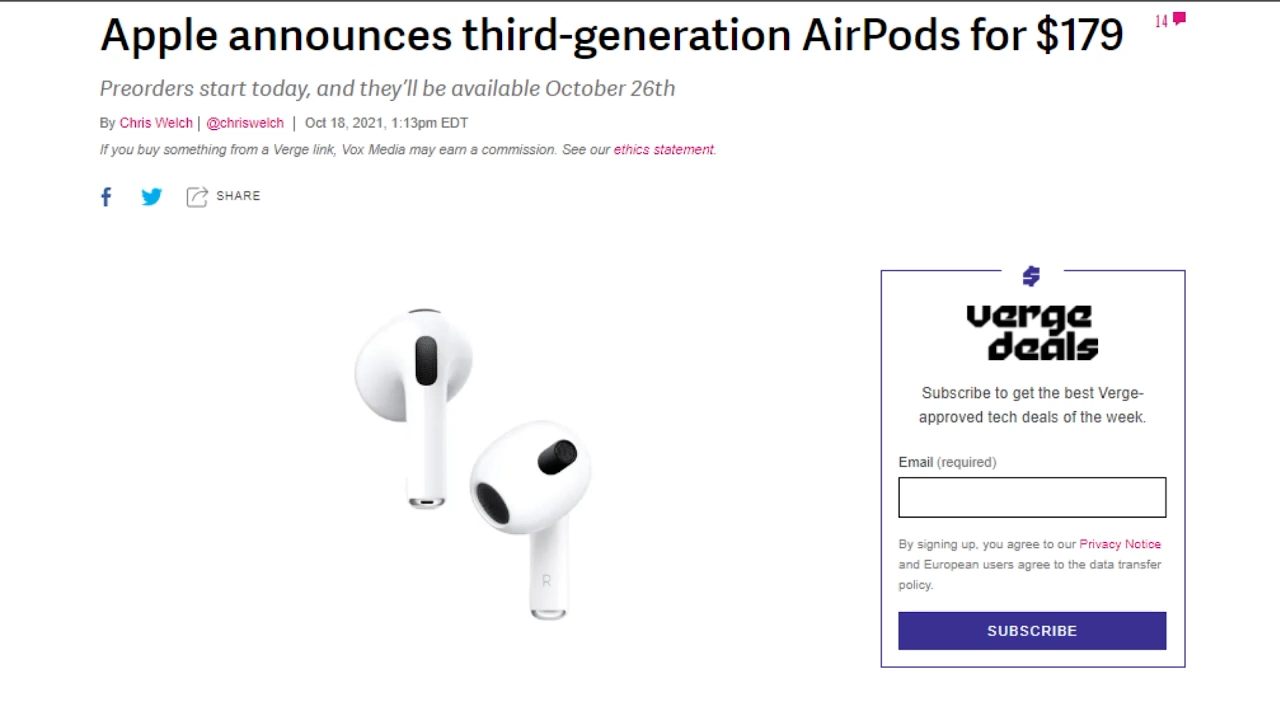 Apple announces third-generation AirPods for $179
14
Preorders start today, and they'll be available October 26th
By Chris Welch | @chriswelch | Oct 18, 2021, 1:13pm EDT
If you buy something from a Verge link, Vox Media may earn a commission. See our ethics statement.
SHARE
$
verge
deals
Subscribe to get the best Verge-
approved tech deals of the week.
Email (required)
By signing up, you agree to our Privacy Notice
and European users agree to the data transfer
policy.
SUBSCRIBE
R